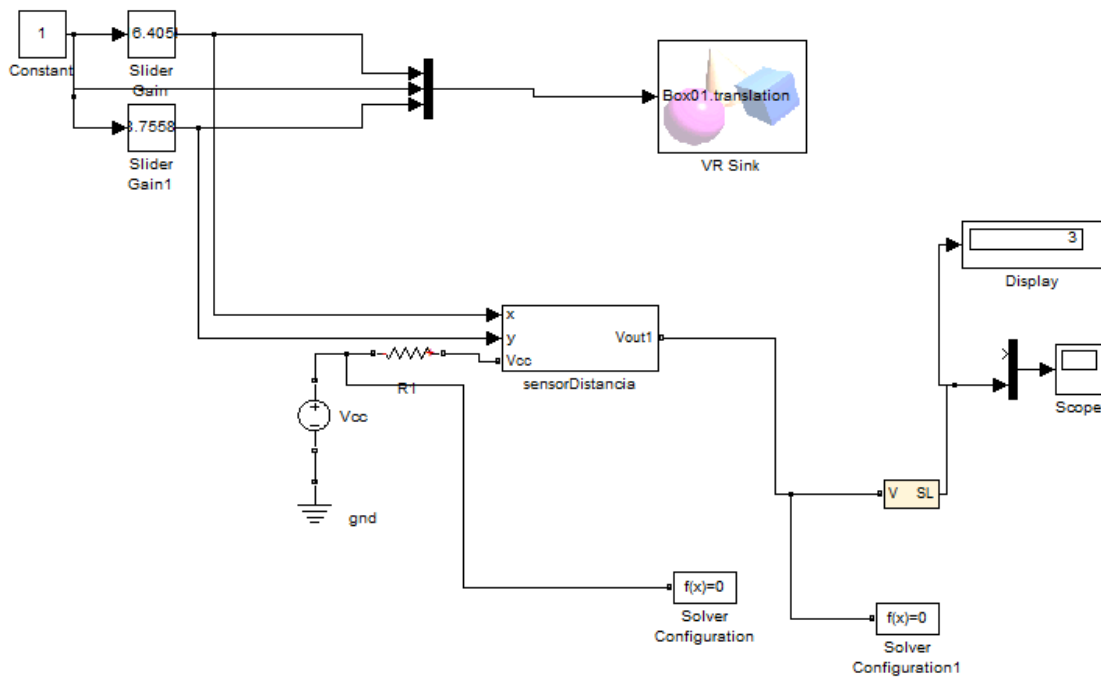 1
Constant
6.405
Slider
Gain
3.7558
Slider
Gain1
Box01.translation
VR Sink
3
Display
x
y
Vcc
Vout1
sensorDistancia
R1
Vcc
gnd
Scope
V
SL
f(x)=0
Solver
Configuration
f(x)=0
Solver
Configuration1